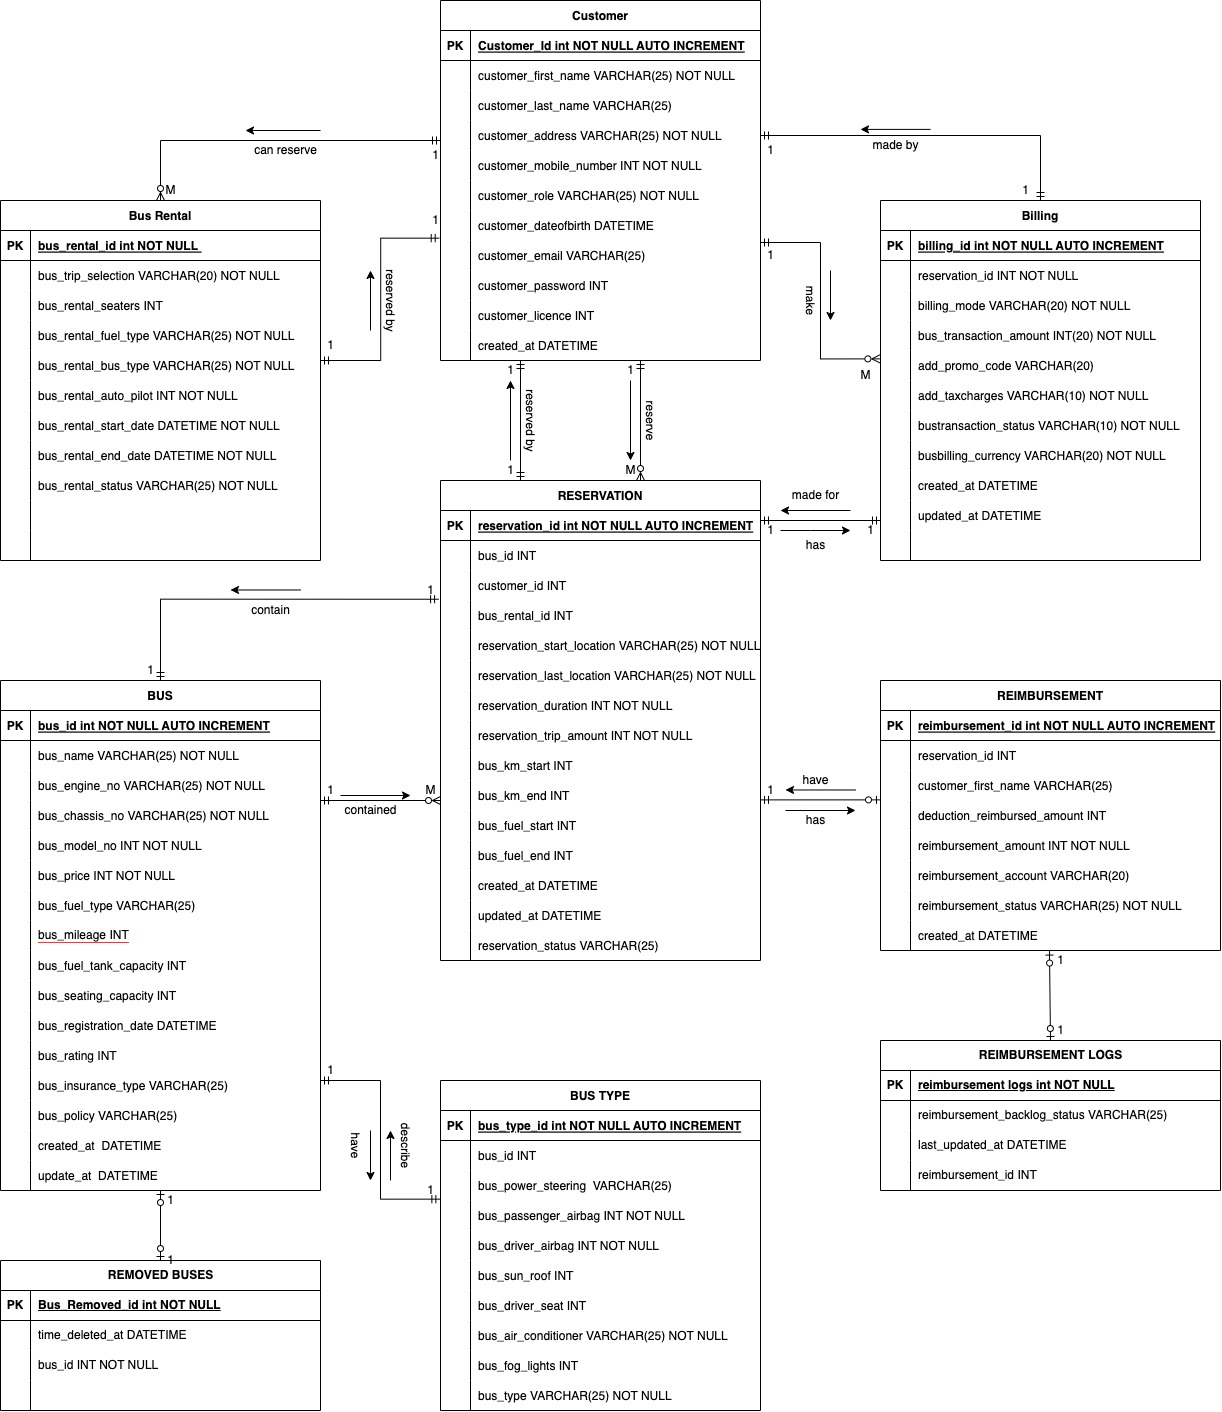 Customer
PK Customer_Id int NOT NULL AUTO INCREMENT
customer_first_name VARCHAR(25) NOT NULL
customer_last_name VARCHAR(25)
customer_address VARCHAR(25) NOT NULL
customer_mobile_number INT NOT NULL
customer_role VARCHAR(25) NOT NULL
customer_dateofbirth DATETIME
customer_email VARCHAR(25)
customer_password INT
customer_licence INT
created_at DATETIME
can reserve
1
M
made by
1
1
Bus Rental
PK bus_rental_id int NOT NULL
bus_trip_selection VARCHAR(20) NOT NULL
bus_rental_seaters INT
bus_rental_fuel_type VARCHAR(25) NOT NULL
bus_rental_bus_type VARCHAR(25) NOT NULL
bus_rental_auto_pilot INT NOT NULL
bus_rental_start_date DATETIME NOT NULL
bus_rental_end_date DATETIME NOT NULL
bus_rental_status VARCHAR(25) NOT NULL
1
reserved by
1
1
make
M
Billing
PK billing_id int NOT NULL AUTO INCREMENT
reservation_id INT NOT NULL
billing_mode VARCHAR(20) NOT NULL
bus_transaction_amount INT(20) NOT NULL
add_promo_code VARCHAR(20)
add_taxcharges VARCHAR(10) NOT NULL
bustransaction_status VARCHAR(10) NOT NULL
busbilling_currency VARCHAR(20) NOT NULL
created_at DATETIME
updated_at DATETIME
1
reserved by
1
1
reserve
M
RESERVATION
PK reservation_id int NOT NULL AUTO INCREMENT
bus_id INT
customer_id INT
bus_rental_id INT
reservation_start_location VARCHAR(25) NOT NULL
reservation_last_location VARCHAR(25) NOT NULL
reservation_duration INT NOT NULL
reservation_trip_amount INT NOT NULL
bus_km_start INT
bus_km_end INT
bus_fuel_start INT
bus_fuel_end INT
created_at DATETIME
updated_at DATETIME
reservation_status VARCHAR(25)
made for
1
1
has
1
contain
1
BUS
PK bus_id int NOT NULL AUTO INCREMENT
bus_name VARCHAR(25) NOT NULL
bus_engine_no VARCHAR(25) NOT NULL
bus_chassis_no VARCHAR(25) NOT NULL
bus_model_no INT NOT NULL
bus_price INT NOT NULL
bus_fuel_type VARCHAR(25)
bus_mileage INT
bus_fuel_tank_capacity INT
bus_seating_capacity INT
bus_registration_date DATETIME
bus_rating INT
bus_insurance_type VARCHAR(25)
bus_policy VARCHAR(25)
created_at DATETIME
update_at DATETIME
1
M
contained
have
1
has
REIMBURSEMENT
PK reimbursement_id int NOT NULL AUTO INCREMENT
reservation_id INT
customer_first_name VARCHAR(25)
deduction_reimbursed_amount INT
reimbursement_amount INT NOT NULL
reimbursement_account VARCHAR(20)
reimbursement_status VARCHAR(25) NOT NULL
created_at DATETIME
1
1
REIMBURSEMENT LOGS
PK reimbursement logs int NOT NULL
reimbursement_backlog_status VARCHAR(25)
last_updated_at DATETIME
reimbursement_id INT
1
have
describe
1
BUS TYPE
PK bus_type_id int NOT NULL AUTO INCREMENT
bus_id INT
bus_power_steering VARCHAR(25)
bus_passenger_airbag INT NOT NULL
bus_driver_airbag INT NOT NULL
bus_sun_roof INT
bus_driver_seat INT
bus_air_conditioner VARCHAR(25) NOT NULL
bus_fog_lights INT
bus_type VARCHAR(25) NOT NULL
1
1
REMOVED BUSES
PK Bus_Removed_id int NOT NULL
time_deleted_at DATETIME
bus_id INT NOT NULL